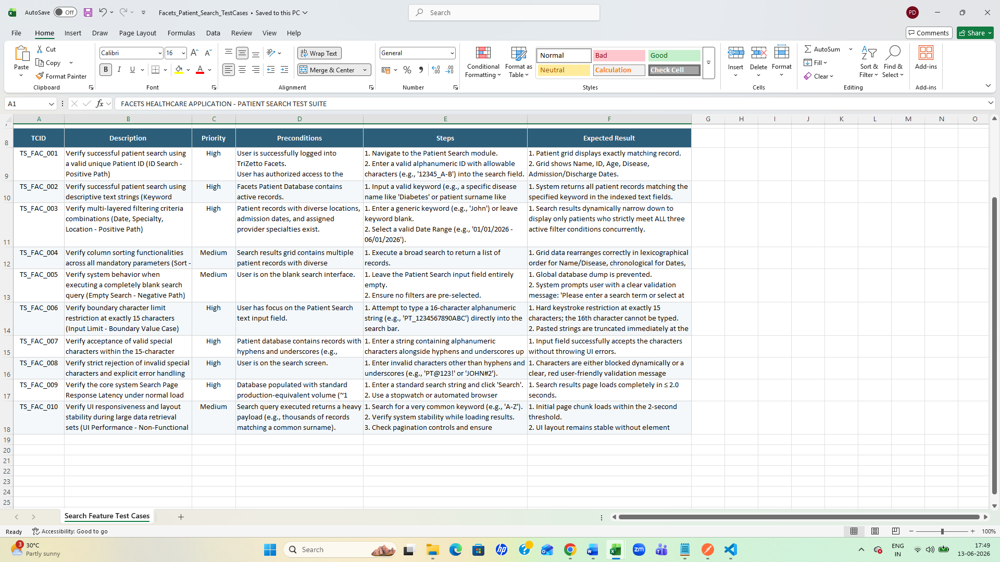 AutoSave Off Facets_Patient_Search_TestCases • Saved to this PC Search PD
File Home Insert Draw Page Layout Formulas Data Review View Help Comments Share
Paste Cut Copy Format Painter Clipboard
Calibri 16 B I U A Font
Wrap Text Merge & Center Alignment
General % Number
Conditional Formatting Format as Table Normal Bad Good Neutral Calculation Check Cell Styles
Insert Delete Format Cells
AutoSum Fill Clear Sort & Filter Find & Select Editing
Add-ins Add-ins
A1 fx FACETS HEALTHCARE APPLICATION - PATIENT SEARCH TEST SUITE
A B C D E F G H I J K L M N O
7
8 TCID Description Priority Preconditions Steps Expected Result
9 TS_FAC_001 High
Verify successful patient search using
a valid unique Patient ID (ID Search -
Positive Path)
User is successfully logged into
TriZetto Facets.
User has authorized access to the
1. Navigate to the Patient Search module.
2. Enter a valid alphanumeric ID with allowable
characters (e.g., '12345_A-B') into the search field.
1. Patient grid displays exactly matching record.
2. Grid shows Name, ID, Age, Disease,
Admission/Discharge Dates.
10 TS_FAC_002 High
Verify successful patient search using
descriptive text strings (Keyword
Facets Patient Database contains
active records.
1. Input a valid keyword (e.g., a specific disease
name like 'Diabetes' or patient surname like
1. System returns all patient records matching the
specified keyword in the indexed text fields.
11 TS_FAC_003 High
Verify multi-layered filtering criteria
combinations (Date, Specialty,
Location - Positive Path)
Patient records with diverse locations,
admission dates, and assigned
provider specialties exist.
1. Enter a generic keyword (e.g., 'John') or leave
keyword blank.
2. Select a valid Date Range (e.g., '01/01/2026 -
06/01/2026').
1. Search results dynamically narrow down to
display only patients who strictly meet ALL three
active filter conditions concurrently.
12 TS_FAC_004 Medium
Verify column sorting functionalities
across all mandatory parameters (Sort -
Search results grid contains multiple
patient records with diverse
1. Execute a broad search to return a list of
records.
1. Grid data rearranges correctly in lexicographical
order for Name/Disease, chronological for Dates,
13 TS_FAC_005 Medium
Verify system behavior when
executing a completely blank search
query (Empty Search - Negative Path)
User is on the blank search interface.
1. Leave the Patient Search input field entirely
empty.
2. Ensure no filters are pre-selected.
1. Global database dump is prevented.
2. System prompts user with a clear validation
message: 'Please enter a search term or select at
14 TS_FAC_006 High
Verify boundary character limit
restriction at exactly 15 characters
(Input Limit - Boundary Value Case)
User has focus on the Patient Search
text input field.
1. Attempt to type a 16-character alphanumeric
string (e.g., 'PT_1234567890ABC') directly into the
search bar.
1. Hard keystroke restriction at exactly 15
characters; the 16th character cannot be typed.
2. Pasted strings are truncated immediately at the
15 TS_FAC_007 High
Verify acceptance of valid special
characters within the 15-character
Patient database contains records with
hyphens and underscores (e.g.,
1. Enter a string containing alphanumeric
characters alongside hyphens and underscores up
1. Input field successfully accepts the characters
without throwing UI errors.
16 TS_FAC_008 High
Verify strict rejection of invalid special
characters and explicit error handling
User is on the search screen.
1. Enter invalid characters other than hyphens and
underscores (e.g., 'PT@123!' or 'JOHN#2').
1. Characters are either blocked dynamically or a
clear, red user-friendly validation message
17 TS_FAC_009 High
Verify the core system Search Page
Response Latency under normal load
Database populated with standard
production-equivalent volume (~1
1. Enter a standard search string and click 'Search'.
2. Use a stopwatch or automated browser
1. Search results page loads completely in ≤ 2.0
seconds.
18 TS_FAC_010 Medium
Verify UI responsiveness and layout
stability during large data retrieval
sets (UI Performance - Non-Functional
Search query executed returns a heavy
payload (e.g., thousands of records
matching a common surname).
1. Search for a very common keyword (e.g., 'A-Z').
2. Verify system stability while loading results.
3. Check pagination controls and ensure
1. Initial page chunk loads within the 2-second
threshold.
2. UI layout remains stable without element
19
20
21
22
23
24
25
Search Feature Test Cases
Ready Accessibility: Good to go 100%
3 30°C
Partly sunny
Search
hp zm
ENG
IN
17:49
13-06-2026